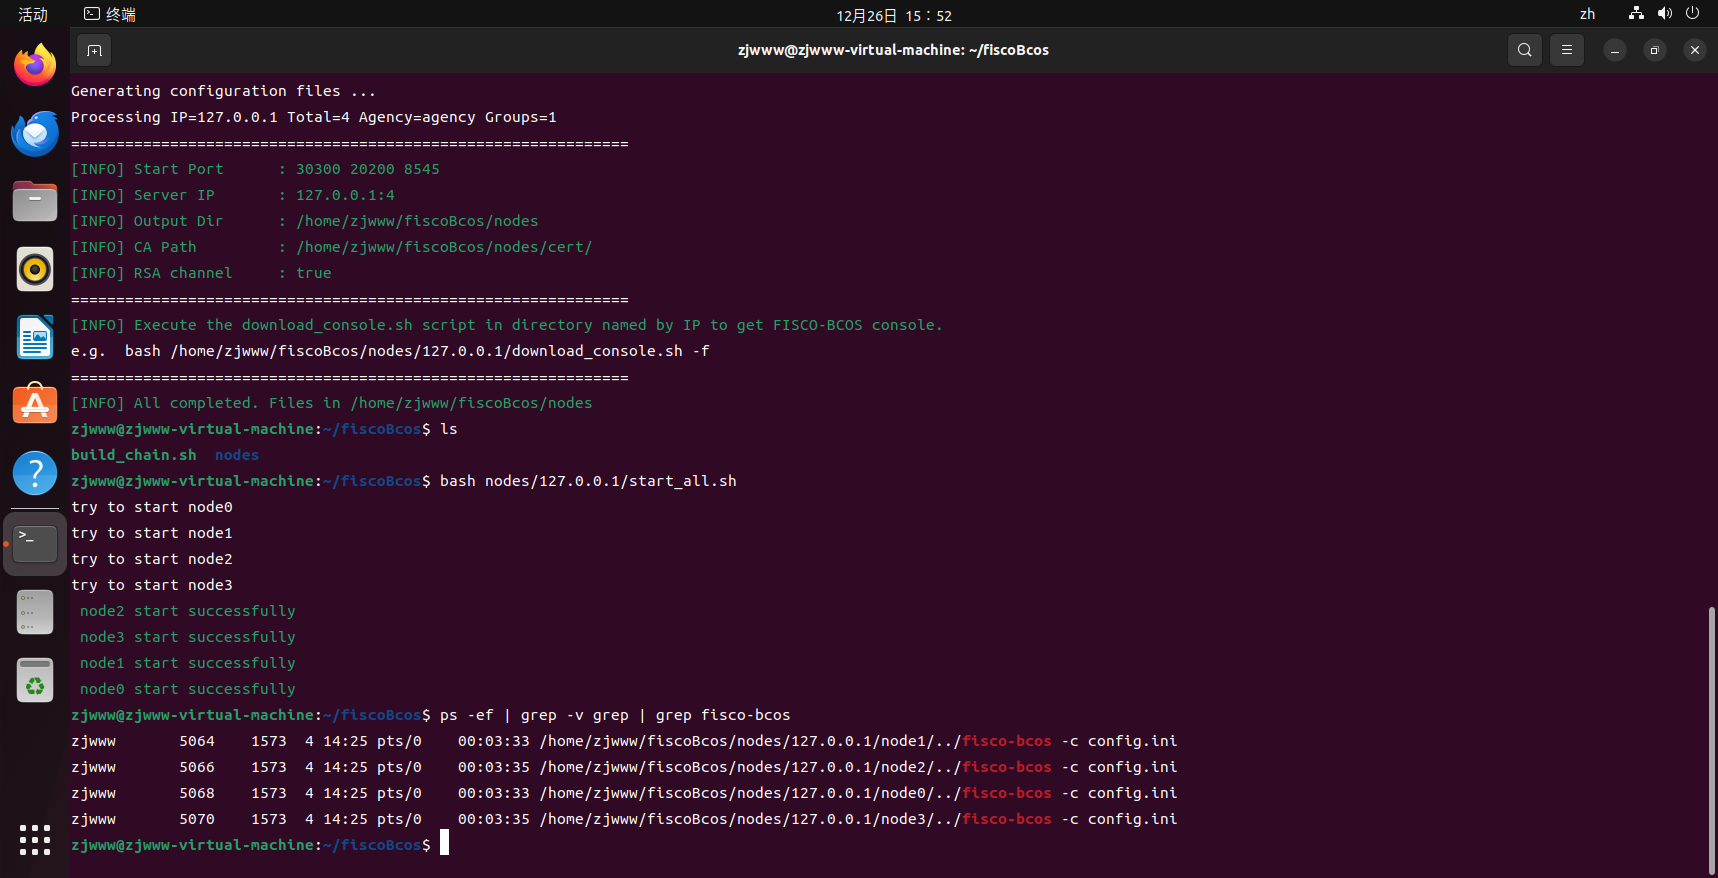 活动 终端 12月26日 15：52 zh
zjwww@zjwww-virtual-machine: ~/fiscoBcos
Generating configuration files ...
Processing IP=127.0.0.1 Total=4 Agency=agency Groups=1
==============================================================
[INFO] Start Port      : 30300 20200 8545
[INFO] Server IP       : 127.0.0.1:4
[INFO] Output Dir      : /home/zjwww/fiscoBcos/nodes
[INFO] CA Path         : /home/zjwww/fiscoBcos/nodes/cert/
[INFO] RSA channel     : true
==============================================================
[INFO] Execute the download_console.sh script in directory named by IP to get FISCO-BCOS console.
e.g.  bash /home/zjwww/fiscoBcos/nodes/127.0.0.1/download_console.sh -f
==============================================================
[INFO] All completed. Files in /home/zjwww/fiscoBcos/nodes
zjwww@zjwww-virtual-machine:~/fiscoBcos$ ls
build_chain.sh  nodes
zjwww@zjwww-virtual-machine:~/fiscoBcos$ bash nodes/127.0.0.1/start_all.sh
try to start node0
try to start node1
try to start node2
try to start node3
 node2 start successfully
 node3 start successfully
 node1 start successfully
 node0 start successfully
zjwww@zjwww-virtual-machine:~/fiscoBcos$ ps -ef | grep -v grep | grep fisco-bcos
zjwww       5064    1573  4 14:25 pts/0    00:03:33 /home/zjwww/fiscoBcos/nodes/127.0.0.1/node1/../fisco-bcos -c config.ini
zjwww       5066    1573  4 14:25 pts/0    00:03:35 /home/zjwww/fiscoBcos/nodes/127.0.0.1/node2/../fisco-bcos -c config.ini
zjwww       5068    1573  4 14:25 pts/0    00:03:33 /home/zjwww/fiscoBcos/nodes/127.0.0.1/node0/../fisco-bcos -c config.ini
zjwww       5070    1573  4 14:25 pts/0    00:03:35 /home/zjwww/fiscoBcos/nodes/127.0.0.1/node3/../fisco-bcos -c config.ini
zjwww@zjwww-virtual-machine:~/fiscoBcos$